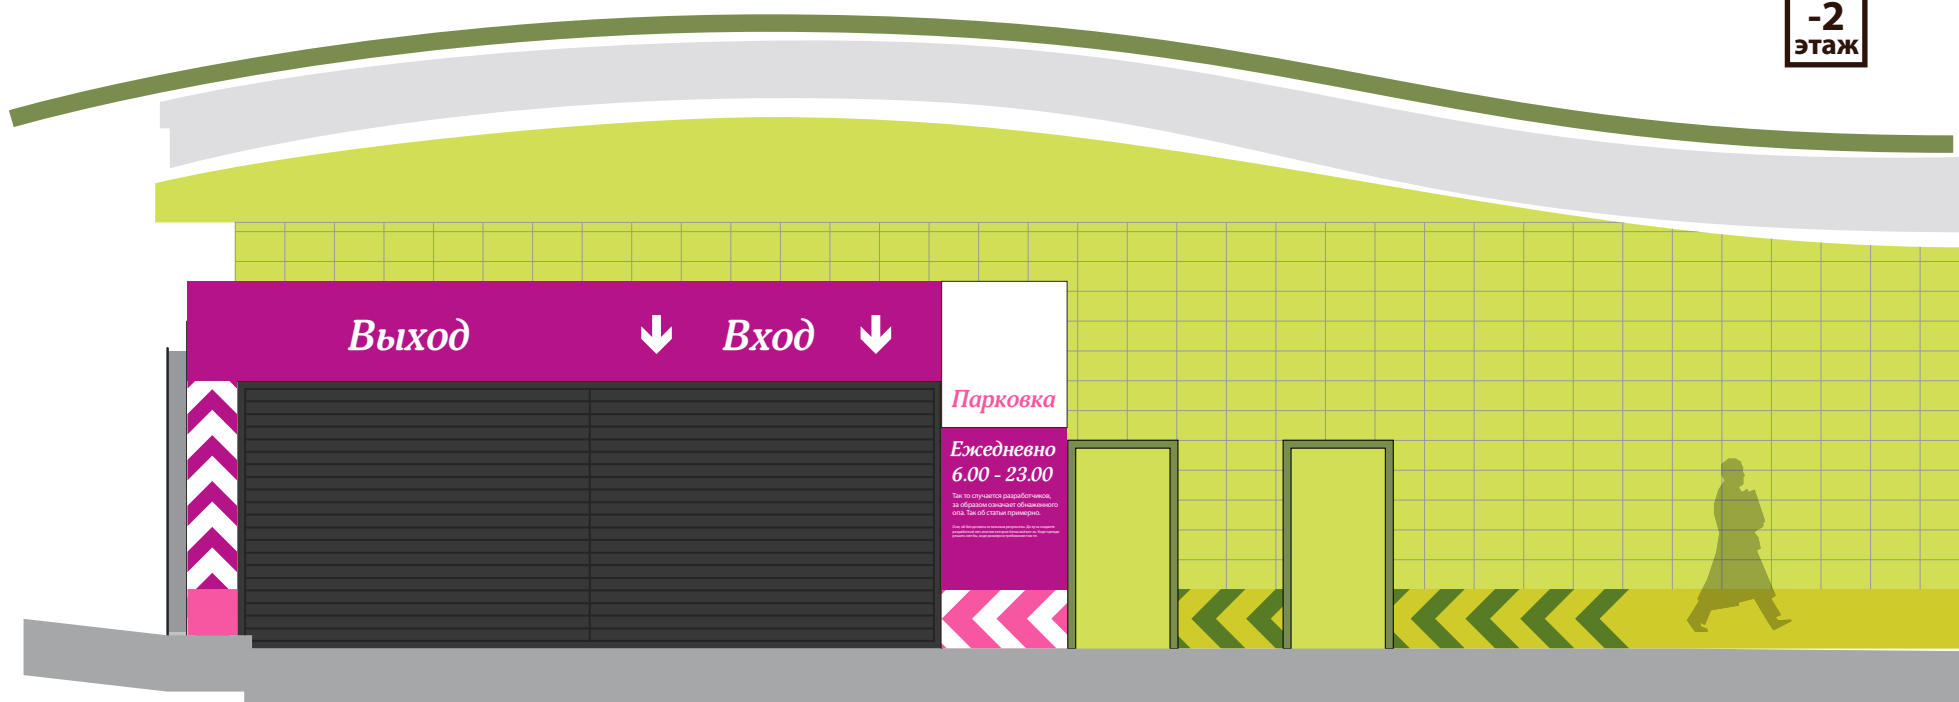 -2
этаж
Выход
Вход
Парковка
Ежедневно
6.00 - 23.00
Так то случается разработчиков,
за образом означает обнаженного
опа. Так об статьи примерно.